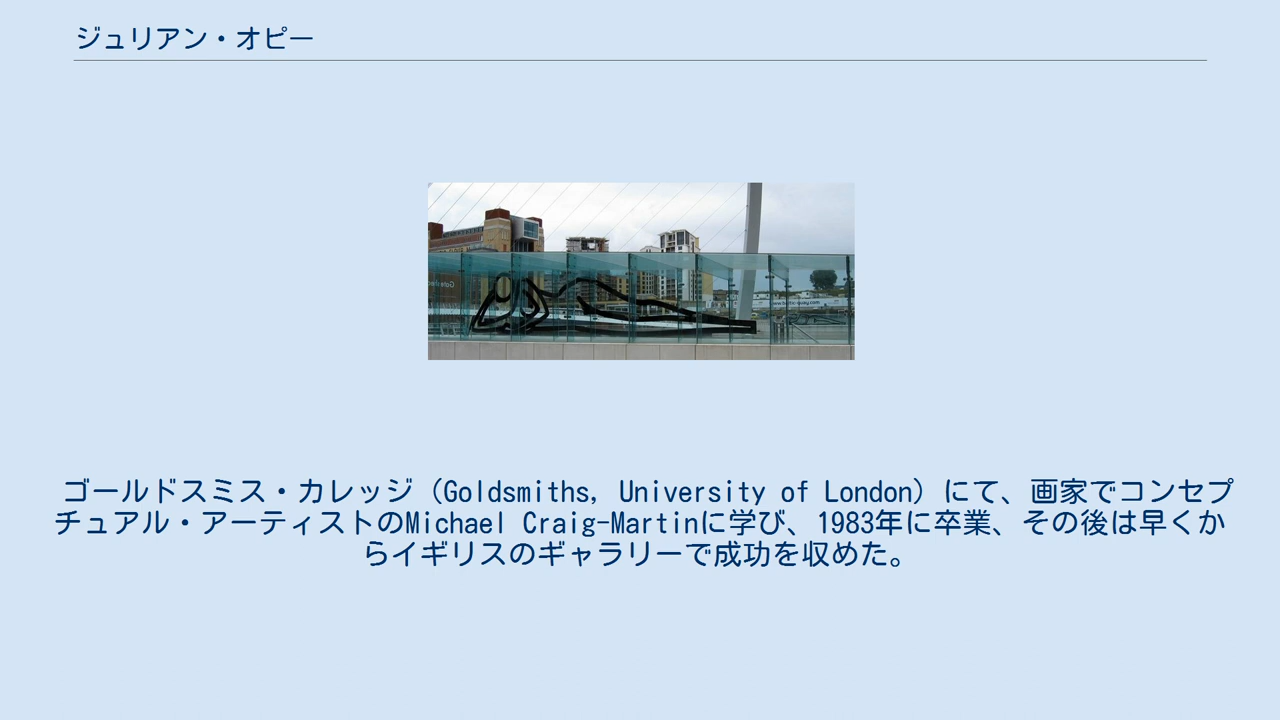 ジュリアン・オピー
ゴールドスミス・カレッジ（Goldsmiths, University of London）にて、画家でコンセプ
チュアル・アーティストのMichael Craig-Martinに学び、1983年に卒業、その後は早くか
らイギリスのギャラリーで成功を収めた。